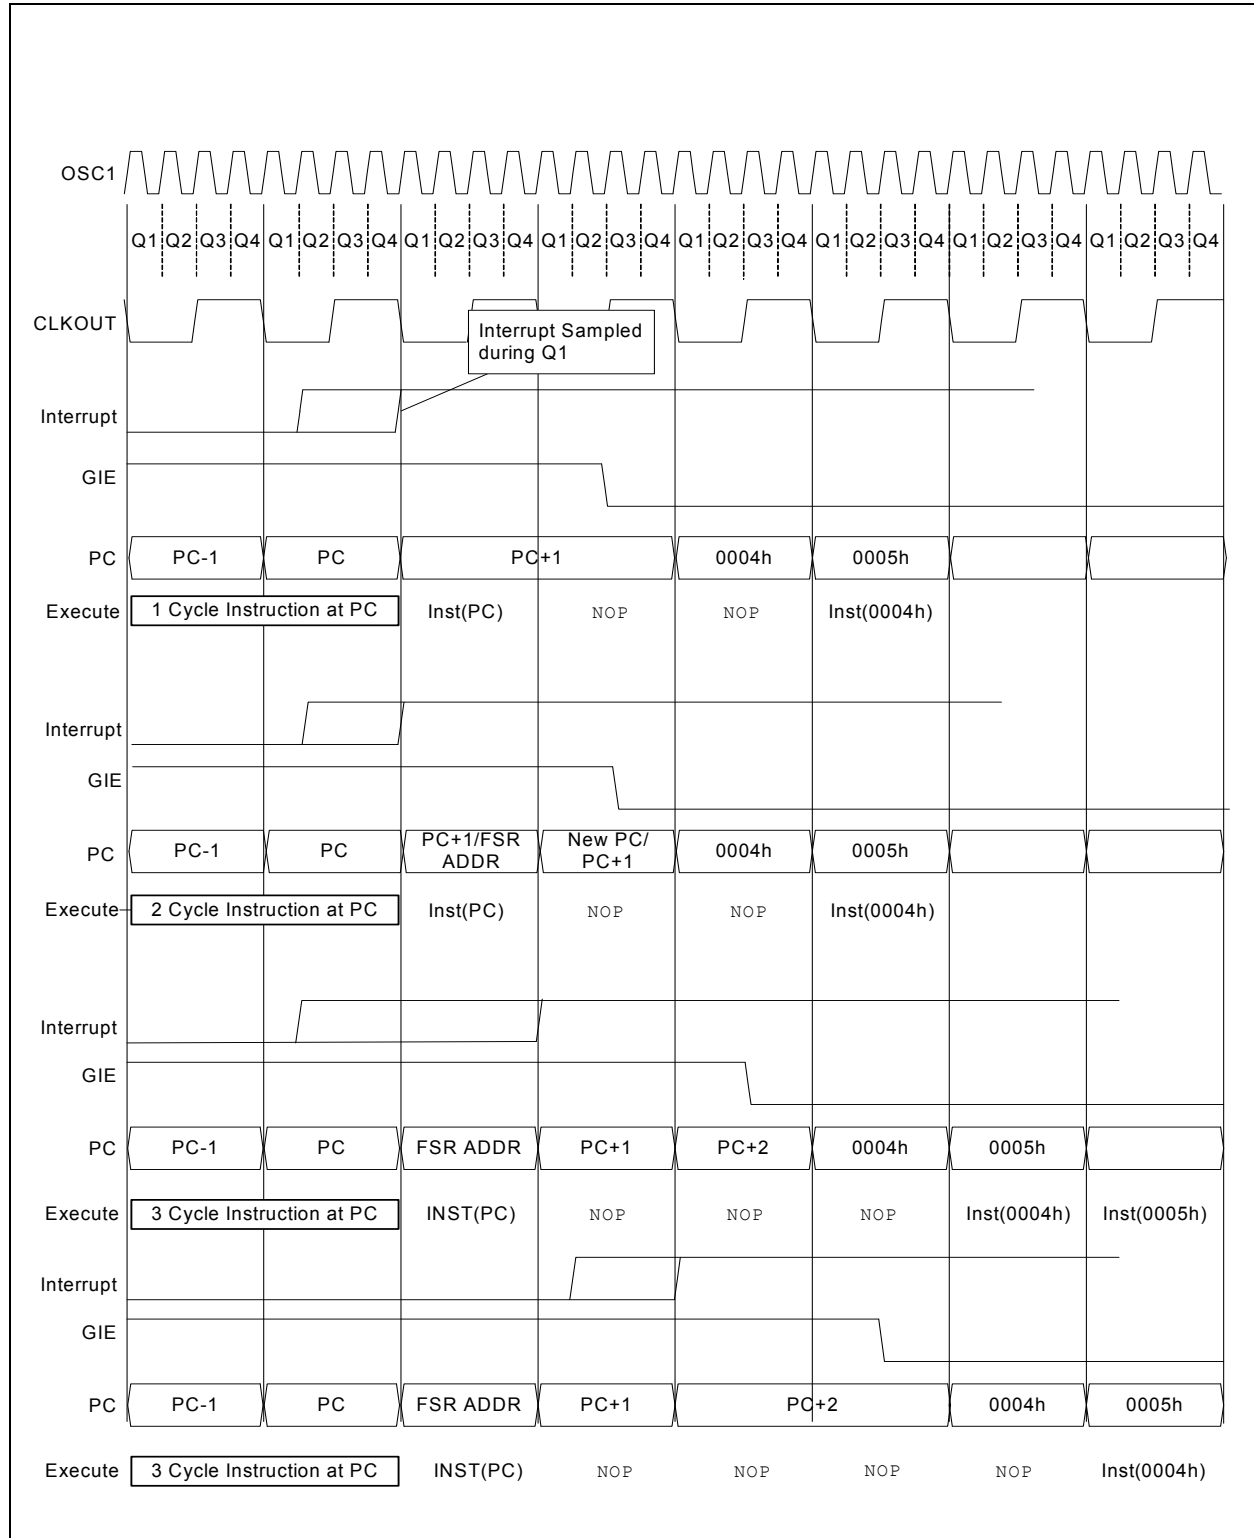 OSC1
Q1 Q2 Q3 Q4 Q1 Q2 Q3 Q4 Q1 Q2 Q3 Q4 Q1 Q2 Q3 Q4 Q1 Q2 Q3 Q4 Q1 Q2 Q3 Q4 Q1 Q2 Q3 Q4 Q1 Q2 Q3 Q4
CLKOUT
Interrupt Sampled
during Q1
Interrupt
GIE
PC PC-1 PC PC+1 0004h 0005h
Execute 1 Cycle Instruction at PC Inst(PC) NOP NOP Inst(0004h)
Interrupt
GIE
PC PC-1 PC PC+1/FSR ADDR New PC/ PC+1 0004h 0005h
Execute 2 Cycle Instruction at PC Inst(PC) NOP NOP Inst(0004h)
Interrupt
GIE
PC PC-1 PC FSR ADDR PC+1 PC+2 0004h 0005h
Execute 3 Cycle Instruction at PC INST(PC) NOP NOP NOP Inst(0004h) Inst(0005h)
Interrupt
GIE
PC PC-1 PC FSR ADDR PC+1 PC+2 0004h 0005h
Execute 3 Cycle Instruction at PC INST(PC) NOP NOP NOP NOP Inst(0004h)